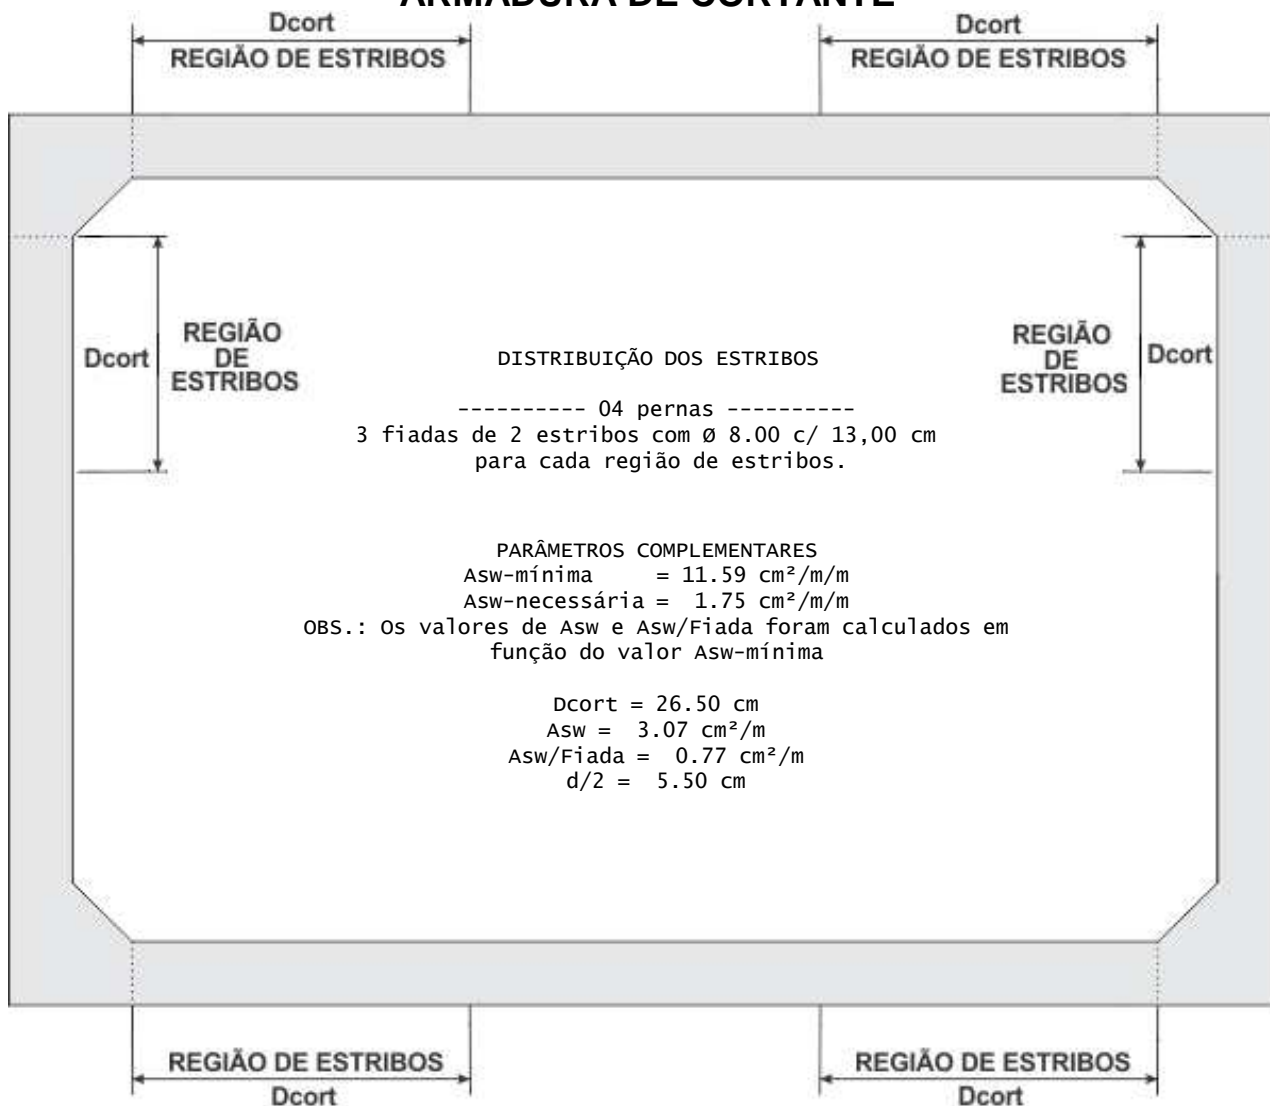 ARMADURA DE CORTANTE
Dcort
REGIÃO DE ESTRIBOS
Dcort
REGIÃO DE ESTRIBOS
Dcort
REGIÃO
DE
ESTRIBOS
REGIÃO
DE
ESTRIBOS
Dcort
DISTRIBUIÇÃO DOS ESTRIBOS
---------- 04 pernas ----------
3 fiadas de 2 estribos com Ø 8.00 c/ 13,00 cm
para cada região de estribos.
PARÂMETROS COMPLEMENTARES
Asw-mínima = 11.59 cm²/m/m
Asw-necessária = 1.75 cm²/m/m
OBS.: Os valores de Asw e Asw/Fiada foram calculados em
função do valor Asw-mínima
Dcort = 26.50 cm
Asw = 3.07 cm²/m
Asw/Fiada = 0.77 cm²/m
d/2 = 5.50 cm
REGIÃO DE ESTRIBOS
Dcort
REGIÃO DE ESTRIBOS
Dcort